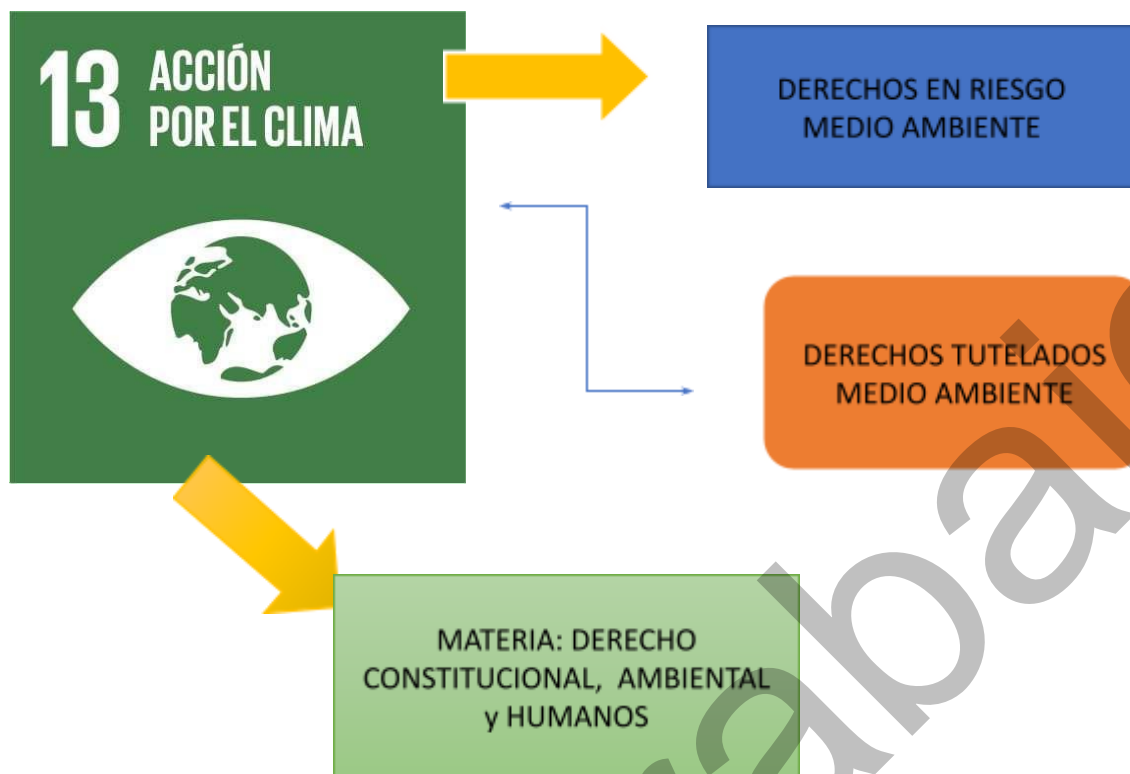 13 ACCIÓN
POR EL CLIMA
DERECHOS EN RIESGO
MEDIO AMBIENTE
DERECHOS TUTELADOS
MEDIO AMBIENTE
MATERIA: DERECHO
CONSTITUCIONAL, AMBIENTAL
y HUMANOS